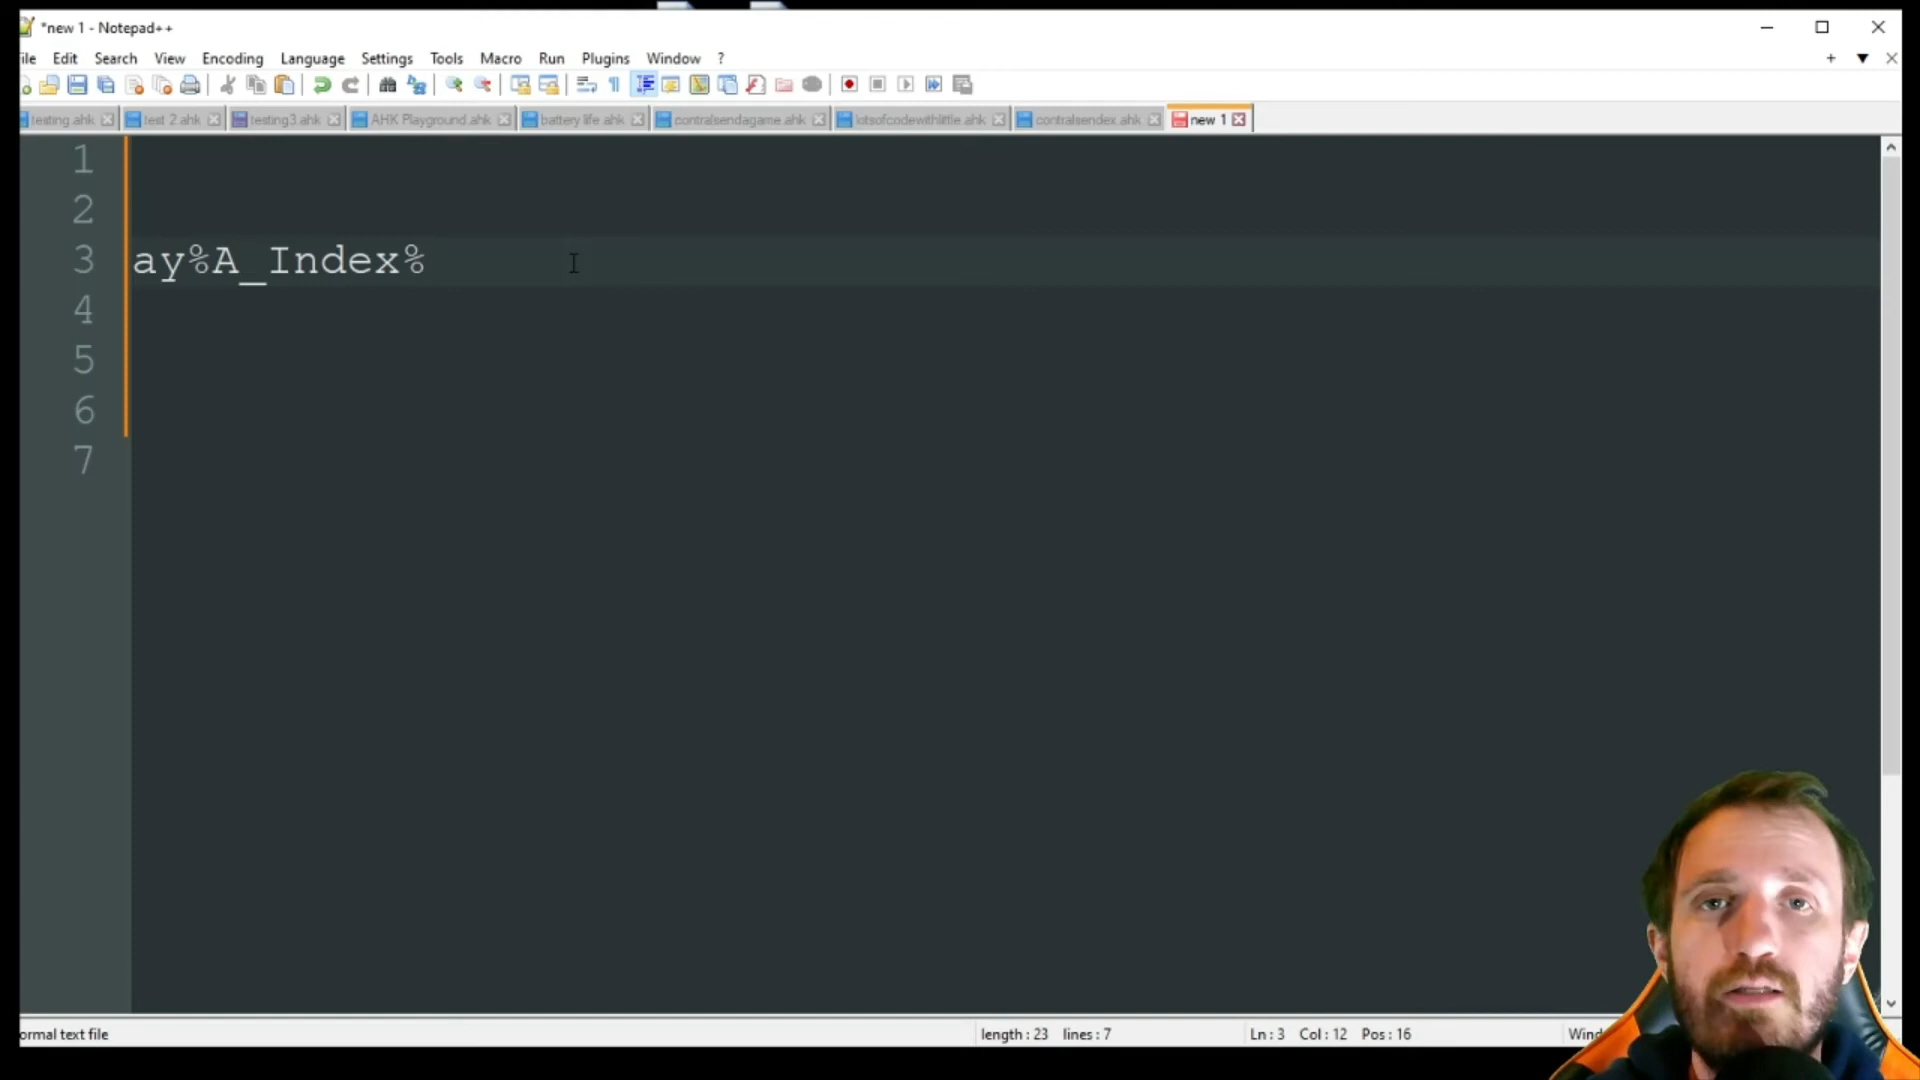 *new 1 - Notepad++
ile Edit Search View Encoding Language Settings Tools Macro Run Plugins Window ?
testing.ahk test 2.ahk testing3.ahk AHK Playground.ahk battery life.ahk contralsendagame.ahk lotsofcodewithlittle.ahk contralsendex.ahk new 1
1
2
3 ay%A_Index%
4
5
6
7
ormal text file length : 23 lines : 7 Ln : 3 Col : 12 Pos : 16 Wind